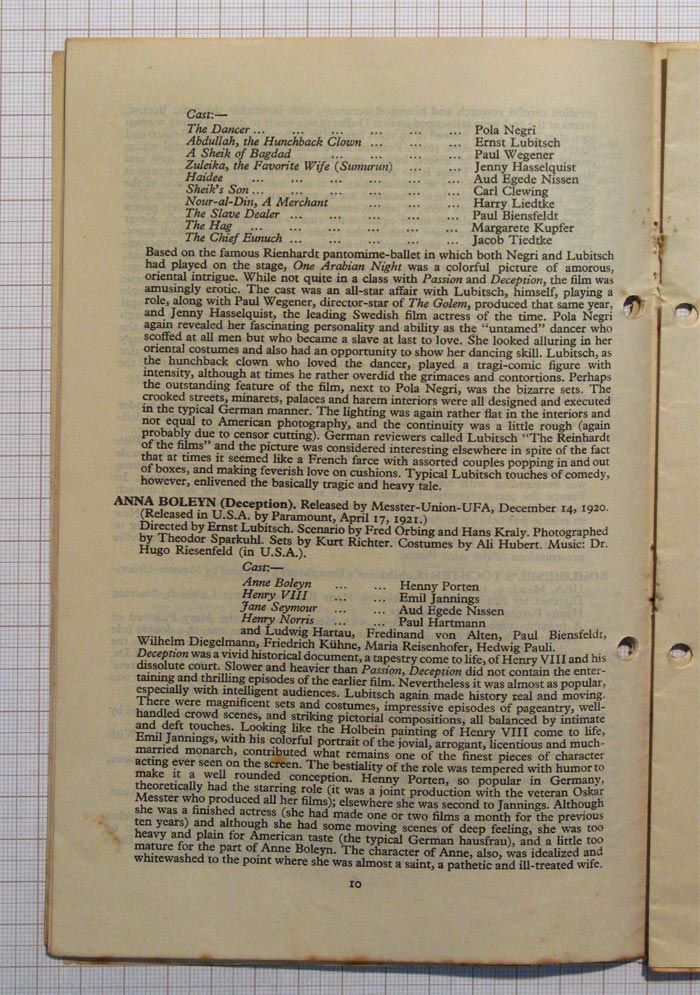 Cast:—
The Dancer ... ... ... ... ... ... Pola Negri
Abdullah, the Hunchback Clown ... ... ... Ernst Lubitsch
A Sheik of Bagdad ... ... ... ... Paul Wegener
Zuleika, the Favorite Wife (Sumurun) ... ... Jenny Hasselquist
Haidee ... ... ... ... ... ... Aud Egede Nissen
Sheik's Son ... ... ... ... ... ... Carl Clewing
Nour-al-Din, A Merchant ... ... ... Harry Liedtke
The Slave Dealer ... ... ... ... ... Paul Biensfeldt
The Hag ... ... ... ... ... ... Margarete Kupfer
The Chief Eunuch ... ... ... ... ... Jacob Tiedtke
Based on the famous Rienhardt pantomime-ballet in which both Negri and Lubitsch
had played on the stage, One Arabian Night was a colorful picture of amorous,
oriental intrigue. While not quite in a class with Passion and Deception, the film was
amusingly erotic. The cast was an all-star affair with Lubitsch, himself, playing a
role, along with Paul Wegener, director-star of The Golem, produced that same year,
and Jenny Hasselquist, the leading Swedish film actress of the time. Pola Negri
again revealed her fascinating personality and ability as the "untamed" dancer who
scoffed at all men but who became a slave at last to love. She looked alluring in her
oriental costumes and also had an opportunity to show her dancing skill. Lubitsch, as
the hunchback clown who loved the dancer, played a tragi-comic figure with
intensity, although at times he rather overdid the grimaces and contortions. Perhaps
the outstanding feature of the film, next to Pola Negri, was the bizarre sets. The
crooked streets, minarets, palaces and harem interiors were all designed and executed
in the typical German manner. The lighting was again rather flat in the interiors and
not equal to American photography, and the continuity was a little rough (again
probably due to censor cutting). German reviewers called Lubitsch "The Reinhardt
of the films" and the picture was considered interesting elsewhere in spite of the fact
that at times it seemed like a French farce with assorted couples popping in and out
of boxes, and making feverish love on cushions. Typical Lubitsch touches of comedy,
however, enlivened the basically tragic and heavy tale.
ANNA BOLEYN (Deception). Released by Messter-Union-UFA, December 14, 1920.
(Released in U.S.A. by Paramount, April 17, 1921.)
Directed by Ernst Lubitsch. Scenario by Fred Orbing and Hans Kraly. Photographed
by Theodor Sparkuhl. Sets by Kurt Richter. Costumes by Ali Hubert. Music: Dr.
Hugo Riesenfeld (in U.S.A.).
Cast:—
Anne Boleyn ... ... Henny Porten
Henry VIII ... ... Emil Jannings
Jane Seymour ... ... Aud Egede Nissen
Henry Norris ... ... Paul Hartmann
and Ludwig Hartau, Fredinand von Alten, Paul Biensfeldt,
Wilhelm Diegelmann, Friedrich Kühne, Maria Reisenhofer, Hedwig Pauli.
Deception was a vivid historical document, a tapestry come to life, of Henry VIII and his
dissolute court. Slower and heavier than Passion, Deception did not contain the enter-
taining and thrilling episodes of the earlier film. Nevertheless it was almost as popular,
especially with intelligent audiences. Lubitsch again made history real and moving.
There were magnificent sets and costumes, impressive episodes of pageantry, well-
handled crowd scenes, and striking pictorial compositions, all balanced by intimate
and deft touches. Looking like the Holbein painting of Henry VIII come to life,
Emil Jannings, with his colorful portrait of the jovial, arrogant, licentious and much-
married monarch, contributed what remains one of the finest pieces of character
acting ever seen on the screen. The bestiality of the role was tempered with humor to
make it a well rounded conception. Henny Porten, so popular in Germany,
theoretically had the starring role (it was a joint production with the veteran Oskar
Messter who produced all her films); elsewhere she was second to Jannings. Although
she was a finished actress (she had made one or two films a month for the previous
ten years) and although she had some moving scenes of deep feeling, she was too
heavy and plain for American taste (the typical German hausfrau), and a little too
mature for the part of Anne Boleyn. The character of Anne, also, was idealized and
whitewashed to the point where she was almost a saint, a pathetic and ill-treated wife.
10